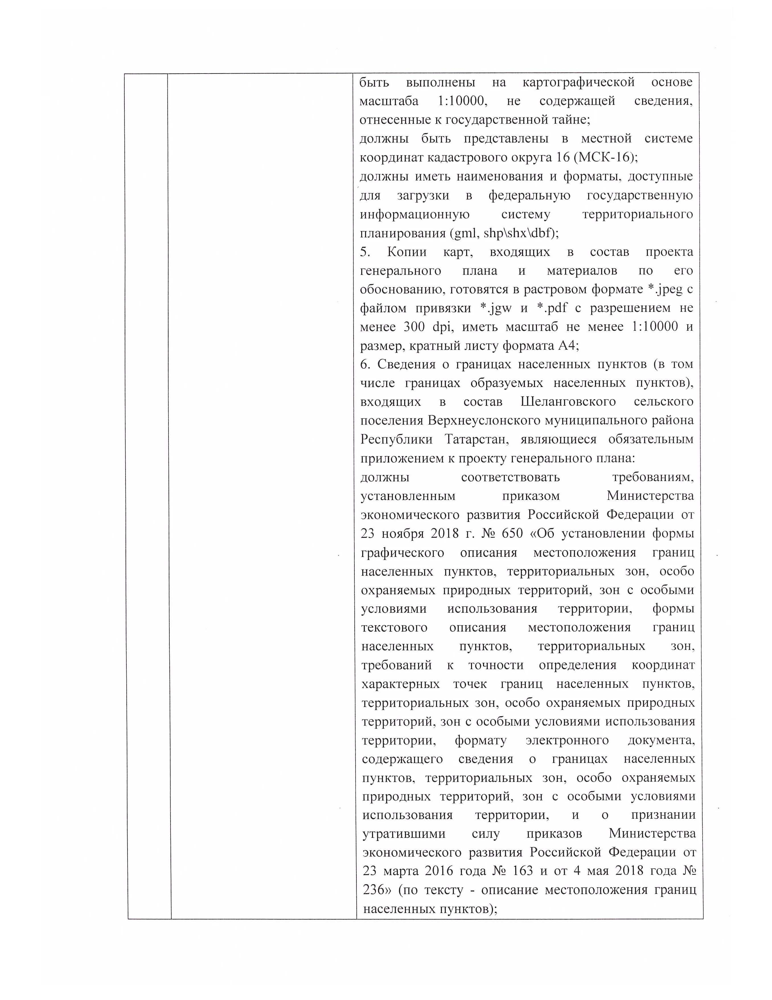 быть выполнены на картографической основе
масштаба 1:10000, не содержащей сведения,
отнесенные к государственной тайне;
должны быть представлены в местной системе
координат кадастрового округа 16 (МСК-16);
должны иметь наименования и форматы, доступные
для загрузки в федеральную государственную
информационную систему территориального
планирования (gml, shp\shx\dbf);
5. Копии карт, входящих в состав проекта
генерального плана и материалов по его
обоснованию, готовятся в растровом формате *.jpeg с
файлом привязки *.jgw и *.pdf с разрешением не
менее 300 dpi, иметь масштаб не менее 1:10000 и
размер, кратный листу формата А4;
6. Сведения о границах населенных пунктов (в том
числе границах образуемых населенных пунктов),
входящих в состав Шеланговского сельского
поселения Верхнеуслонского муниципального района
Республики Татарстан, являющиеся обязательным
приложением к проекту генерального плана:
должны соответствовать требованиям,
установленным приказом Министерства
экономического развития Российской Федерации от
23 ноября 2018 г. № 650 «Об установлении формы
графического описания местоположения границ
населенных пунктов, территориальных зон, особо
охраняемых природных территорий, зон с особыми
условиями использования территории, формы
текстового описания местоположения границ
населенных пунктов, территориальных зон,
требований к точности определения координат
характерных точек границ населенных пунктов,
территориальных зон, особо охраняемых природных
территорий, зон с особыми условиями использования
территории, формату электронного документа,
содержащего сведения о границах населенных
пунктов, территориальных зон, особо охраняемых
природных территорий, зон с особыми условиями
использования территории, и о признании
утратившими силу приказов Министерства
экономического развития Российской Федерации от
23 марта 2016 года № 163 и от 4 мая 2018 года №
236» (по тексту - описание местоположения границ
населенных пунктов);